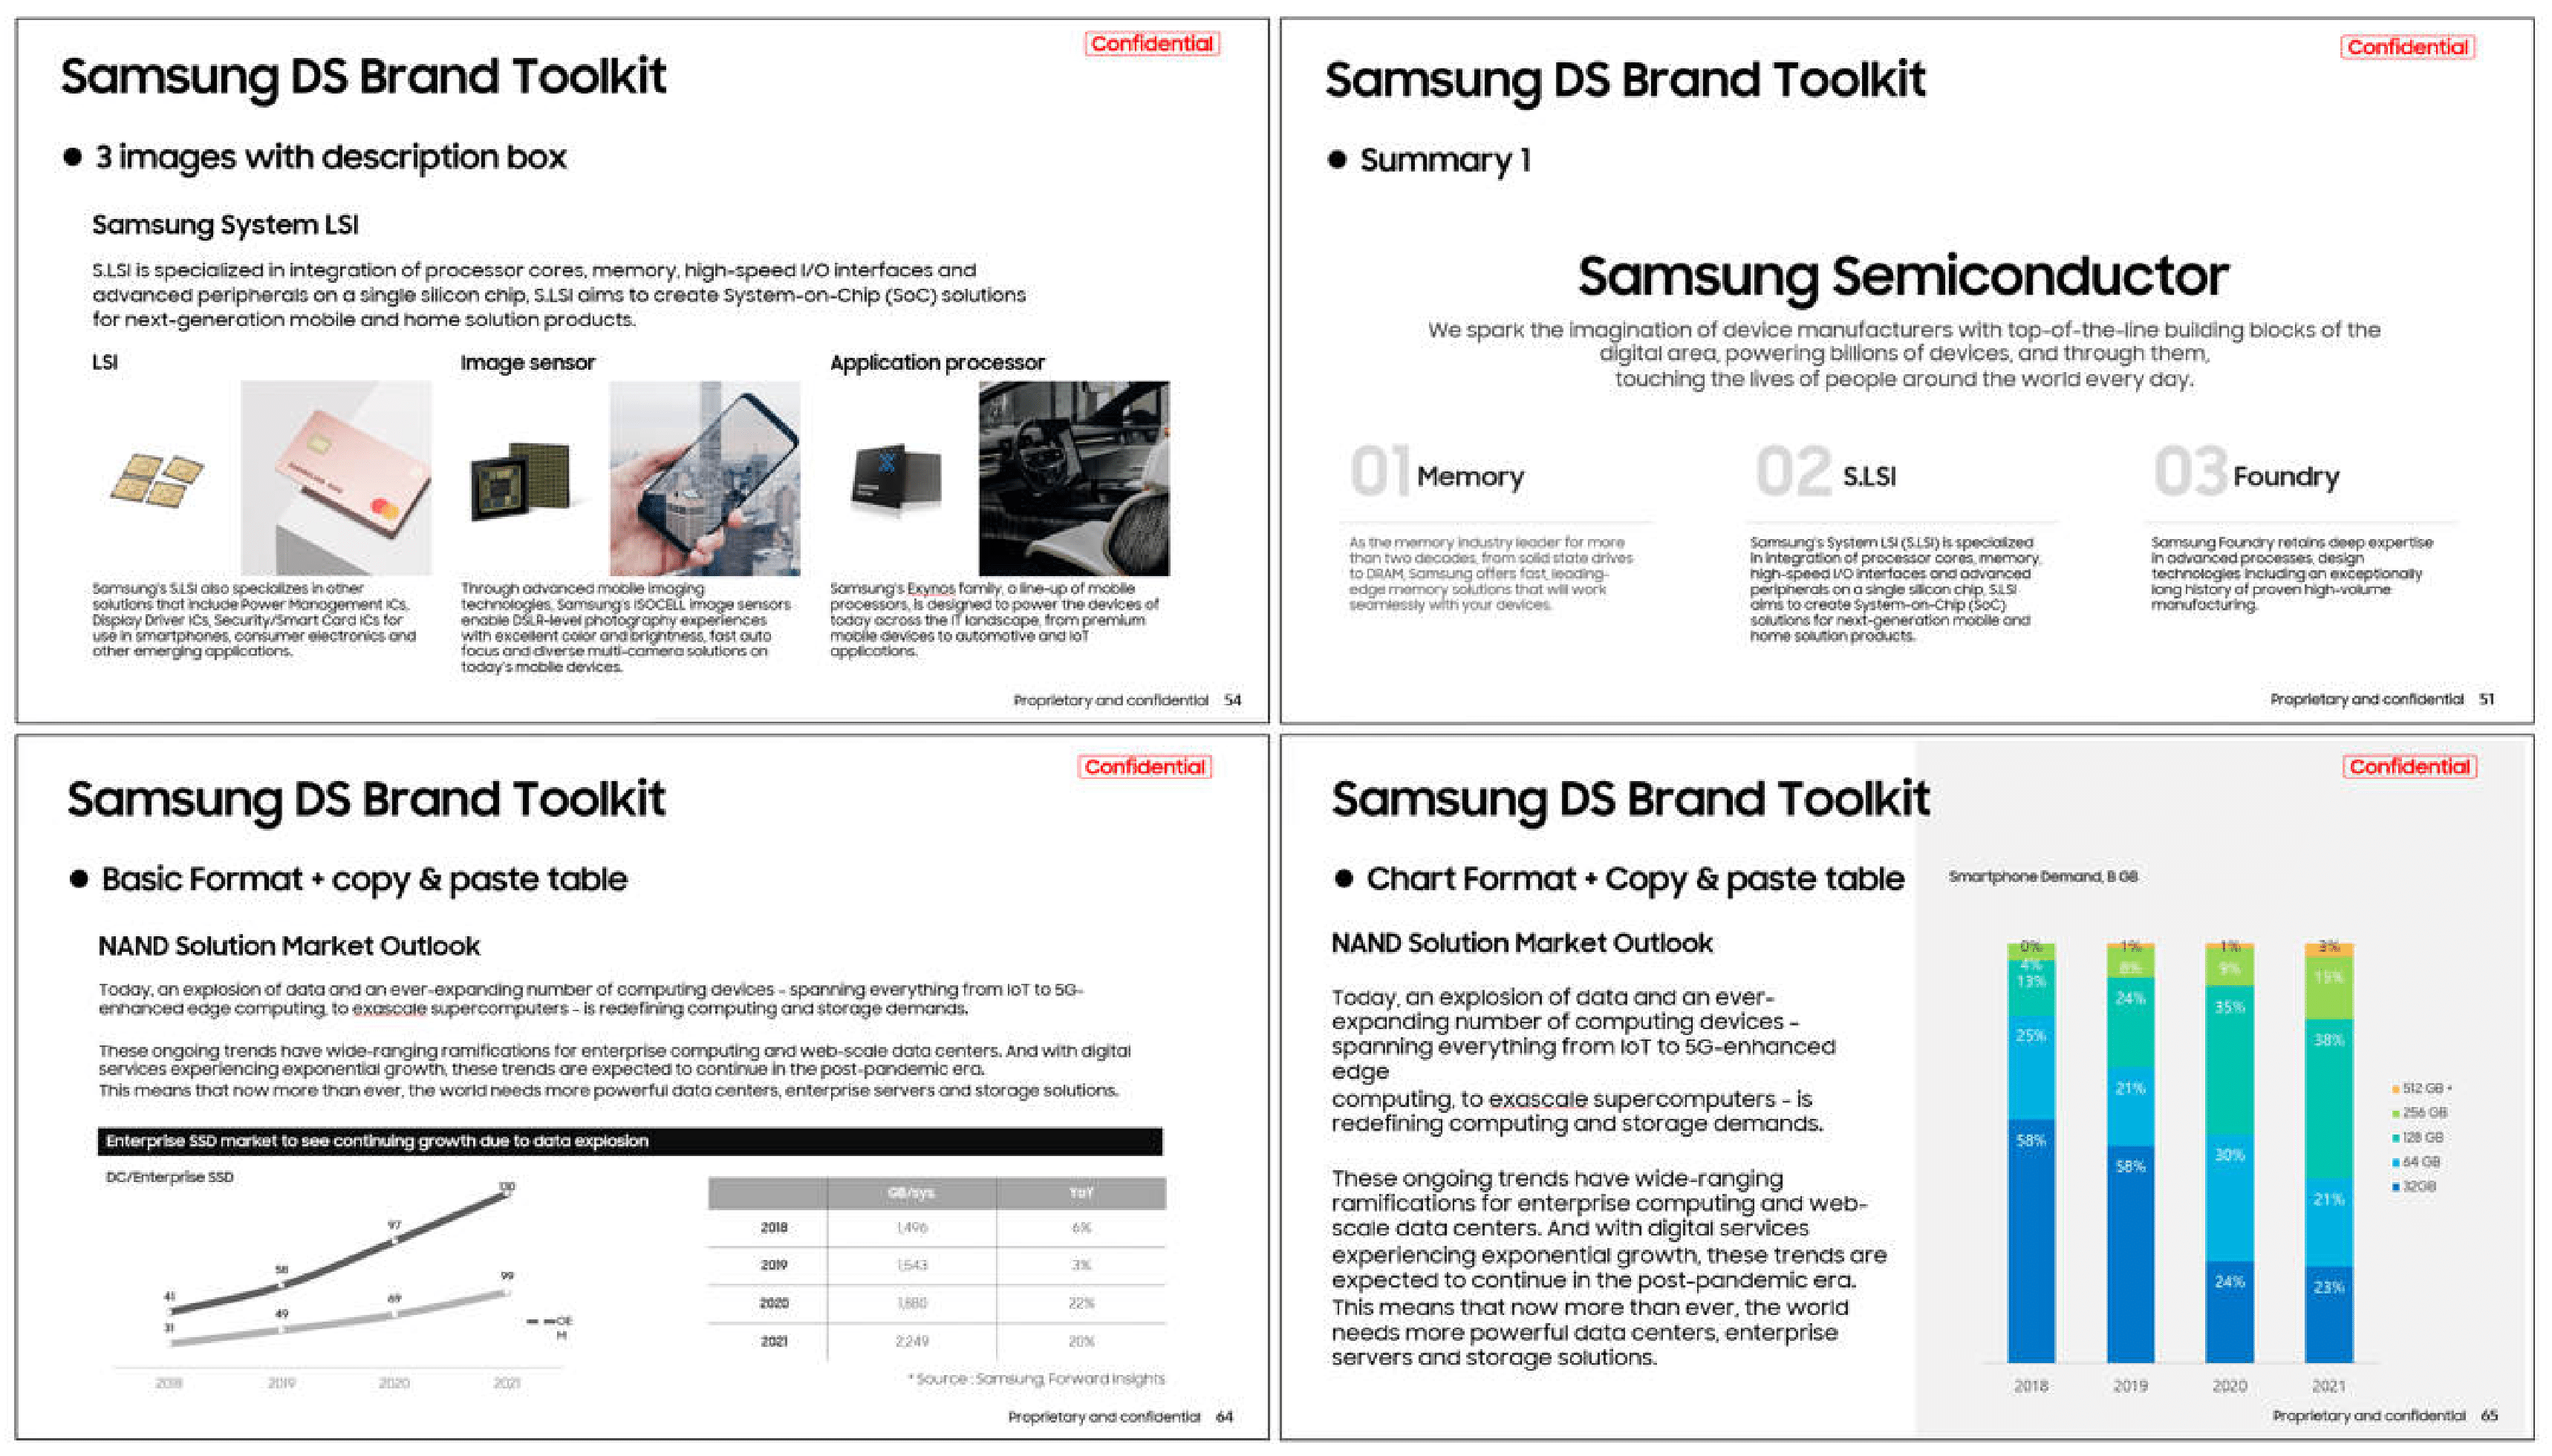 Confidential
Samsung DS Brand Toolkit
● 3 images with description box
Samsung System LSI
S.LSI is specialized in integration of processor cores, memory, high-speed I/O interfaces and
advanced peripherals on a single silicon chip, S.LSI aims to create System-on-Chip (SoC) solutions
for next-generation mobile and home solution products.
LSI
Samsung's S.LSI also specializes in other
solutions that include Power Management ICs,
Display Driver ICs, Security/Smart Card ICs for
use in smartphones, consumer electronics and
other emerging applications.
Image sensor
Through advanced mobile imaging
technologies, Samsung's ISOCELL image sensors
enable DSLR-level photography experiences
with excellent color and brightness, fast auto
focus and diverse multi-camera solutions on
today's mobile devices.
Application processor
Samsung's Exynos family, a line-up of mobile
processors, is designed to power the devices of
today across the IT landscape, from premium
mobile devices to automotive and IoT
applications.
Proprietary and confidential 54
Confidential
Samsung DS Brand Toolkit
● Summary 1
Samsung Semiconductor
We spark the imagination of device manufacturers with top-of-the-line building blocks of the
digital area, powering billions of devices, and through them,
touching the lives of people around the world every day.
01 Memory
As the memory industry leader for more
than two decades, from solid state drives
to DRAM, Samsung offers fast, leading-
edge memory solutions that will work
seamlessly with your devices.
02 S.LSI
Samsung's System LSI (S.LSI) is specialized
in integration of processor cores, memory,
high-speed I/O interfaces and advanced
peripherals on a single silicon chip, S.LSI
aims to create System-on-Chip (SoC)
solutions for next-generation mobile and
home solution products.
03 Foundry
Samsung Foundry retains deep expertise
in advanced processes, design
technologies including an exceptionally
long history of proven high-volume
manufacturing.
Proprietary and confidential 51
Confidential
Samsung DS Brand Toolkit
● Basic Format + copy & paste table
NAND Solution Market Outlook
Today, an explosion of data and an ever-expanding number of computing devices - spanning everything from IoT to 5G-
enhanced edge computing, to exascale supercomputers - is redefining computing and storage demands.
These ongoing trends have wide-ranging ramifications for enterprise computing and web-scale data centers. And with digital
services experiencing exponential growth, these trends are expected to continue in the post-pandemic era.
This means that now more than ever, the world needs more powerful data centers, enterprise servers and storage solutions.
Enterprise SSD market to see continuing growth due to data explosion
DC/Enterprise SSD
41 58 97 130
31 49 69 99
OE
M
2018 2019 2020 2021
GB/sys YoY
2018 1,496 6%
2019 1,543 3%
2020 1,880 22%
2021 2,249 20%
* Source : Samsung, Forward Insights
Proprietary and confidential 64
Confidential
Samsung DS Brand Toolkit
● Chart Format + Copy & paste table
NAND Solution Market Outlook
Today, an explosion of data and an ever-
expanding number of computing devices -
spanning everything from IoT to 5G-enhanced
edge
computing, to exascale supercomputers - is
redefining computing and storage demands.
These ongoing trends have wide-ranging
ramifications for enterprise computing and web-
scale data centers. And with digital services
experiencing exponential growth, these trends are
expected to continue in the post-pandemic era.
This means that now more than ever, the world
needs more powerful data centers, enterprise
servers and storage solutions.
Smartphone Demand, B GB
0% 1% 1% 3%
4% 8% 9% 15%
13% 24% 35% 38%
25% 21% 30% 21%
58% 58% 24% 23%
512 GB +
256 GB
128 GB
64 GB
32GB
2018 2019 2020 2021
Proprietary and confidential 65